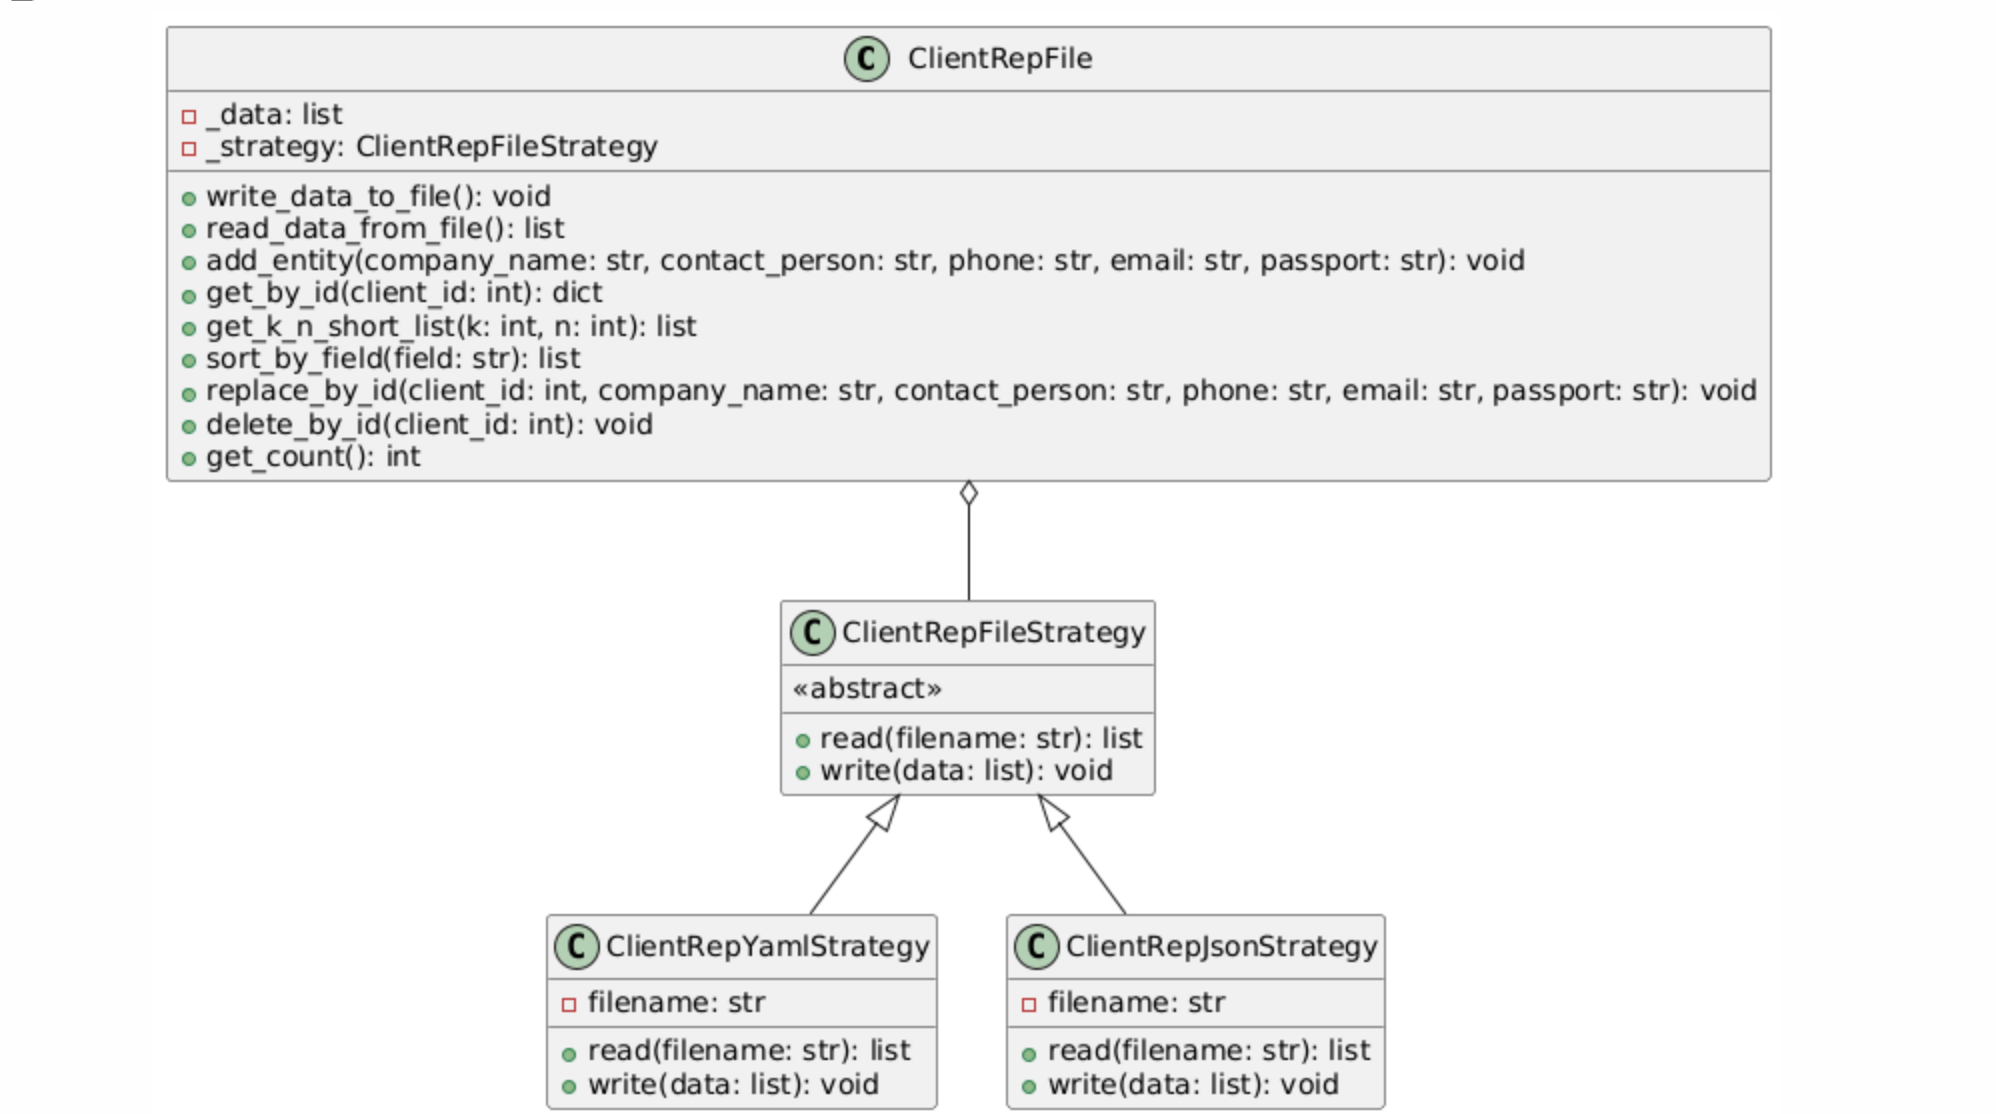 C ClientRepFile
_data: list
_strategy: ClientRepFileStrategy
write_data_to_file(): void
read_data_from_file(): list
add_entity(company_name: str, contact_person: str, phone: str, email: str, passport: str): void
get_by_id(client_id: int): dict
get_k_n_short_list(k: int, n: int): list
sort_by_field(field: str): list
replace_by_id(client_id: int, company_name: str, contact_person: str, phone: str, email: str, passport: str): void
delete_by_id(client_id: int): void
get_count(): int
C ClientRepFileStrategy
«abstract»
read(filename: str): list
write(data: list): void
C ClientRepYamlStrategy
filename: str
read(filename: str): list
write(data: list): void
C ClientRepJsonStrategy
filename: str
read(filename: str): list
write(data: list): void